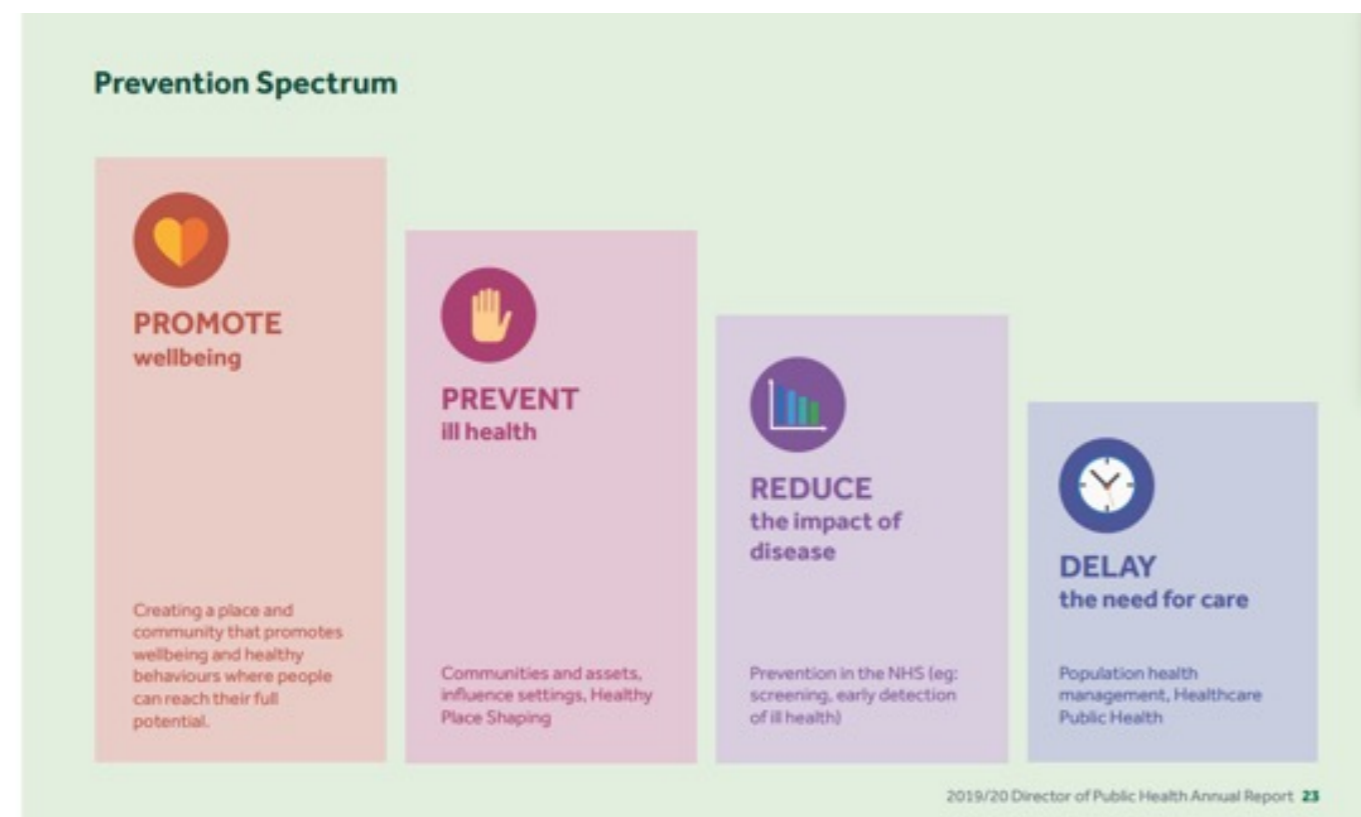 Prevention Spectrum
PROMOTE
wellbeing
Creating a place and
community that promotes
wellbeing and healthy
behaviours where people
can reach their full
potential.
PREVENT
ill health
Communities and assets,
influence settings, Healthy
Place Shaping
REDUCE
the impact of
disease
Prevention in the NHS (eg:
screening, early detection
of ill health)
DELAY
the need for care
Population health
management, Healthcare
Public Health
2019/20 Director of Public Health Annual Report 23